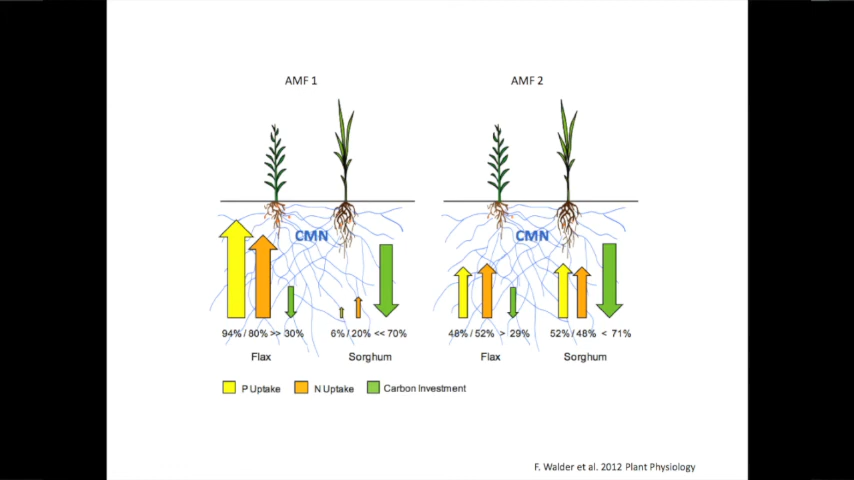 AMF 1
AMF 2
CMN
CMN
94% / 80% >> 30%
6% / 20% << 70%
48% / 52% > 29%
52% / 48% < 71%
Flax
Sorghum
Flax
Sorghum
P Uptake
N Uptake
Carbon Investment
F. Walder et al. 2012 Plant Physiology